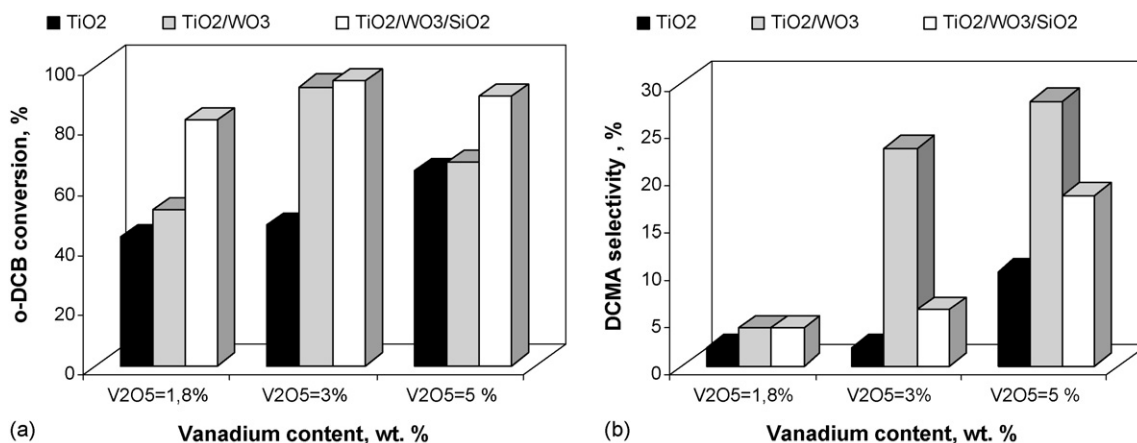 TiO2 TiO2/WO3 TiO2/WO3/SiO2
o-DCB conversion, %
100
80
60
40
20
0
V2O5=1,8% V2O5=3% V2O5=5 %
(a) Vanadium content, wt. %
TiO2 TiO2/WO3 TiO2/WO3/SiO2
DCMA selectivity , %
30
25
20
15
10
5
0
V2O5=1,8% V2O5=3% V2O5=5 %
(b) Vanadium content, wt. %